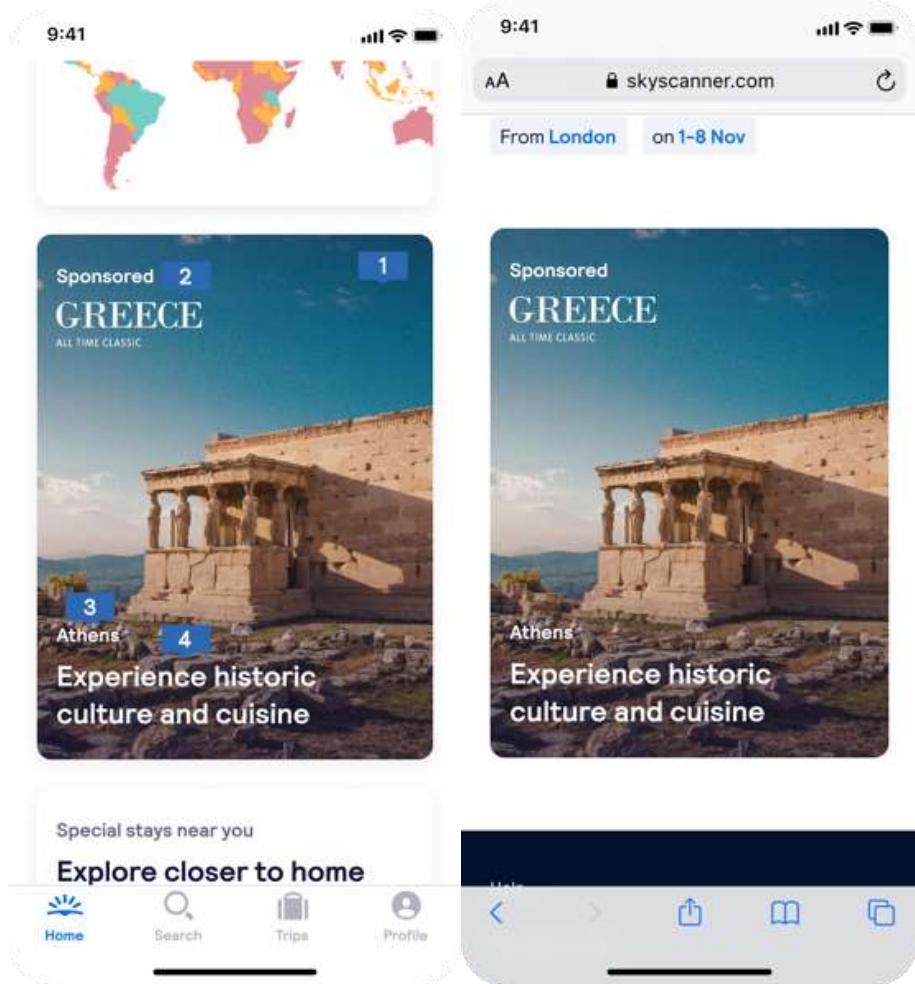 9:41
1
Sponsored 2
GREECE
ALL TIME CLASSIC
3
Athens
4
Experience historic
culture and cuisine
Special stays near you
Explore closer to home
Home
Search
Trips
Profile
9:41
AA
skyscanner.com
From London
on 1-8 Nov
Sponsored
GREECE
ALL TIME CLASSIC
Athens
Experience historic
culture and cuisine